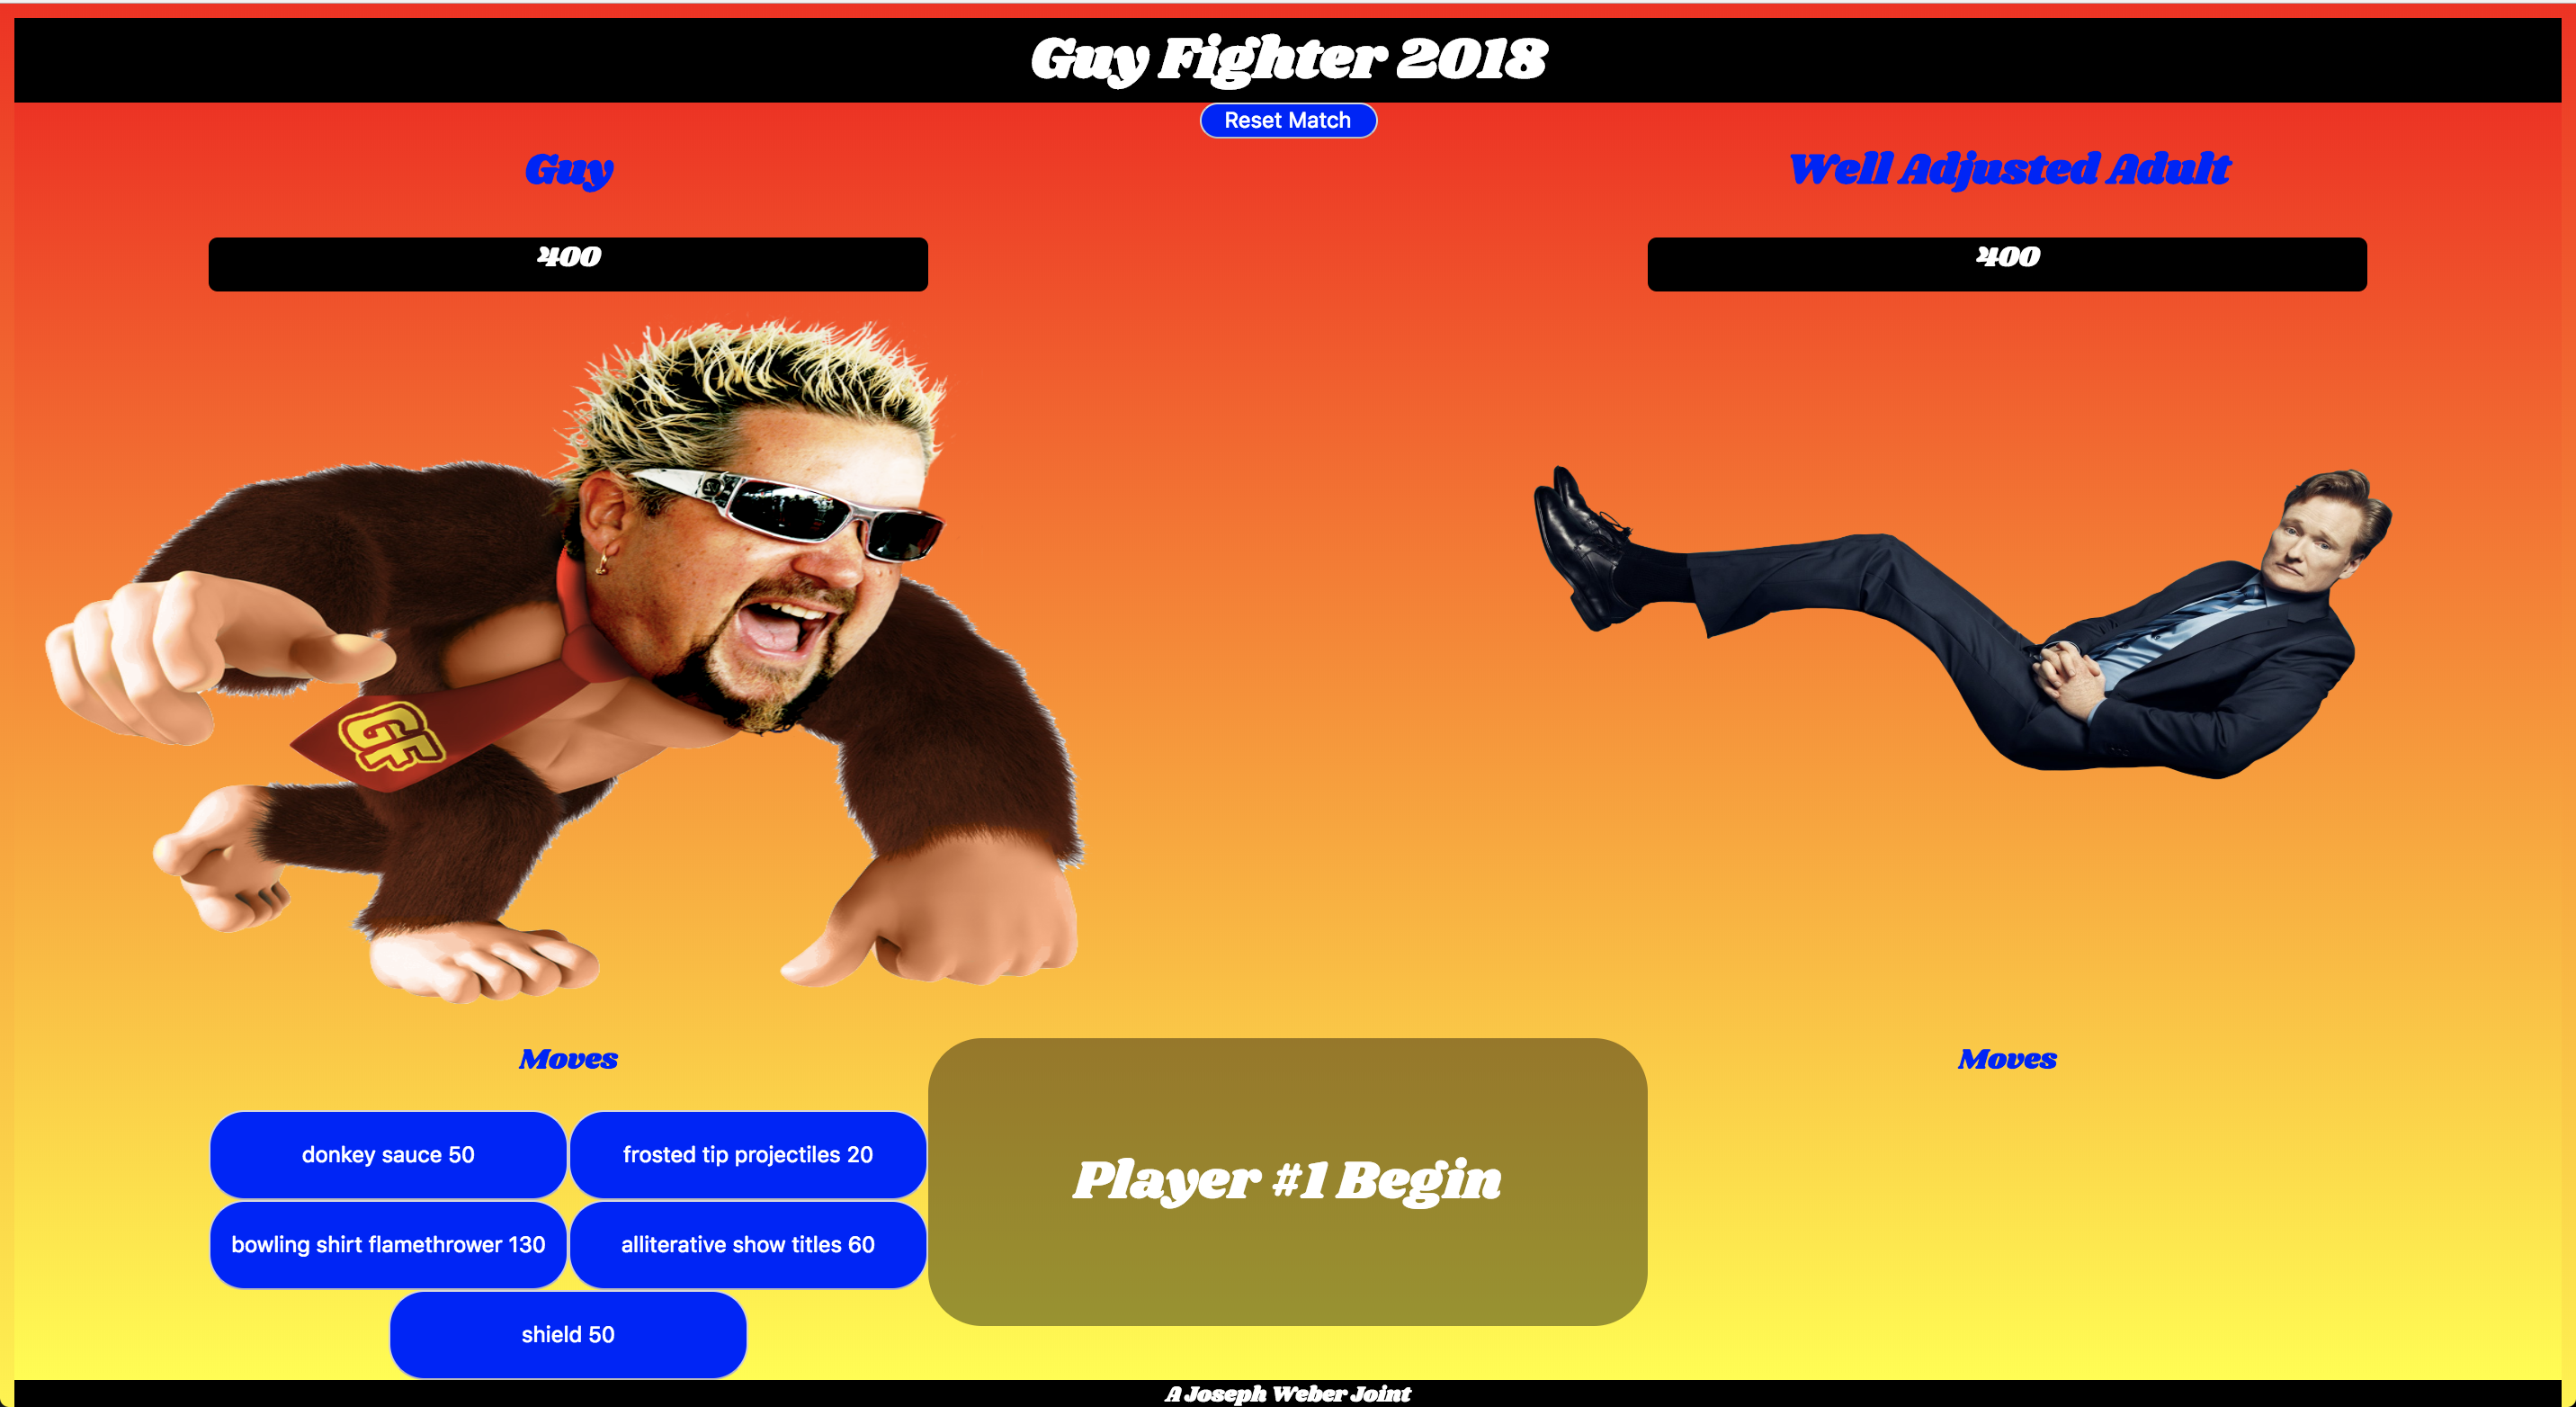 Guy Fighter 2018
Reset Match
Guy
Well Adjusted Adult
400
400
GF
Moves
Moves
donkey sauce 50
frosted tip projectiles 20
Player #1 Begin
bowling shirt flamethrower 130
alliterative show titles 60
shield 50
A Joseph Weber Joint